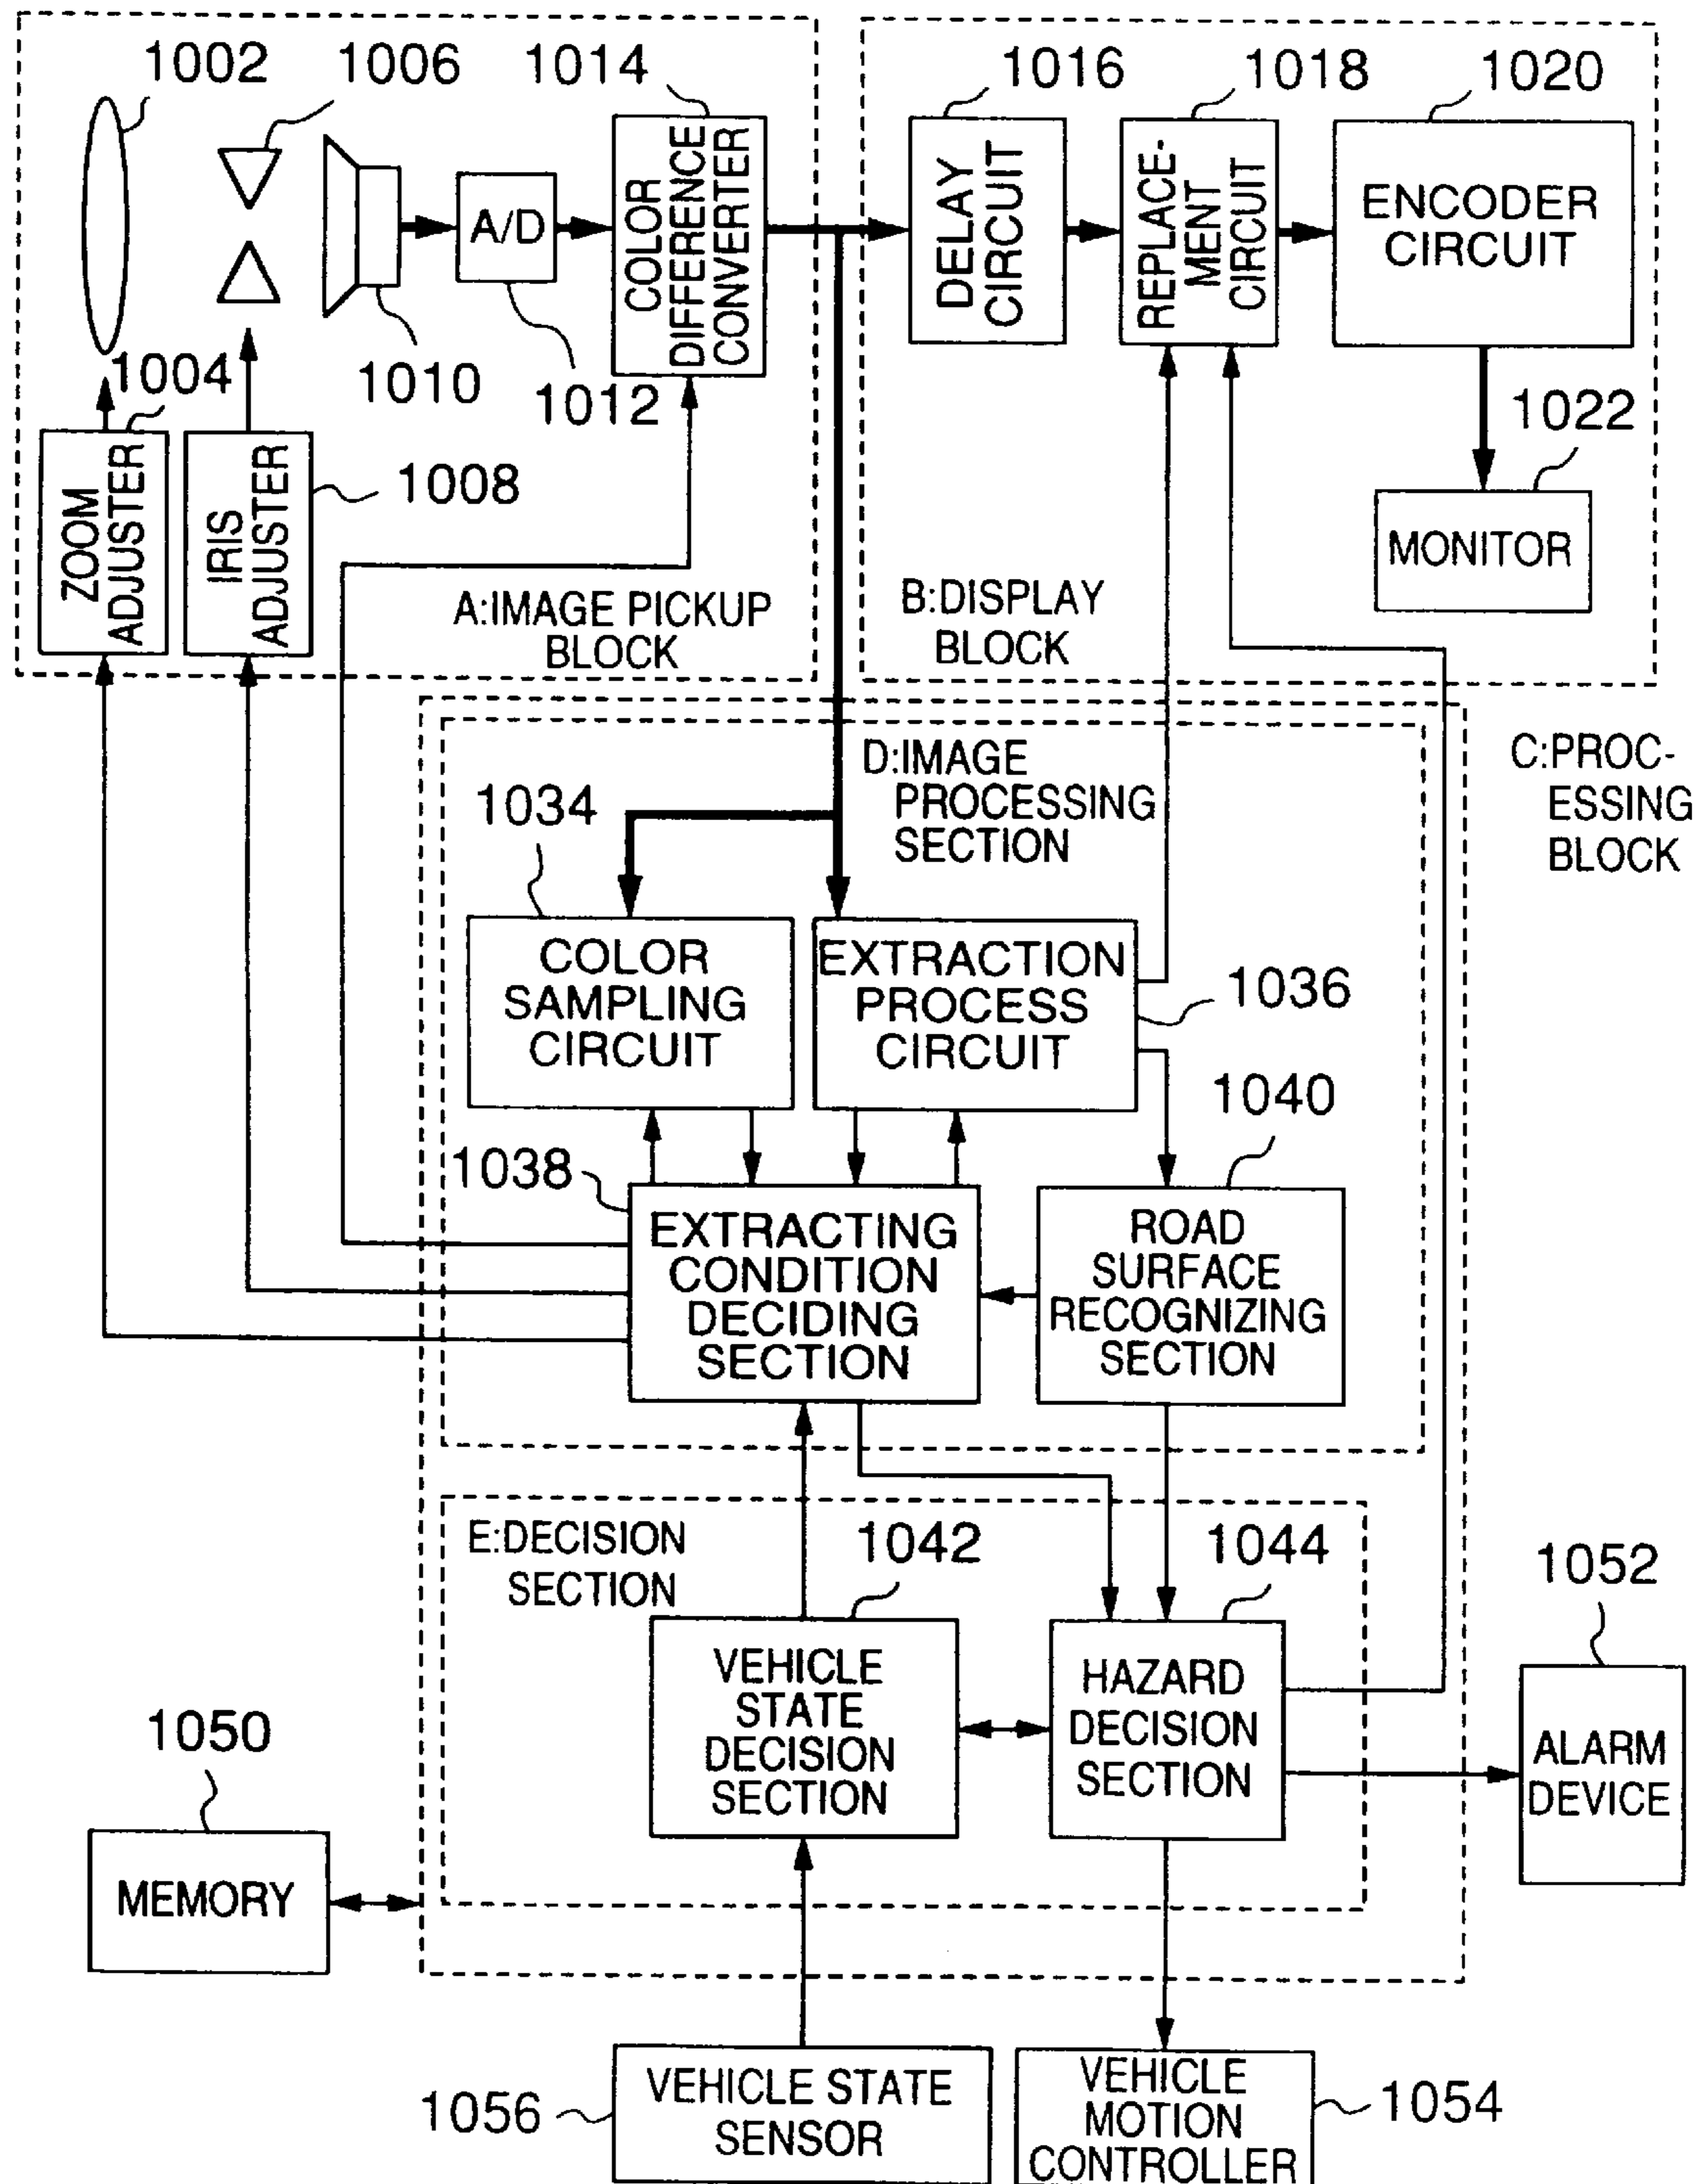 1002
1006
1014
1016
1018
1020
COLOR
DIFFERENCE
CONVERTER
DELAY
CIRCUIT
REPLACE-
MENT
CIRCUIT
ENCODER
CIRCUIT
A/D
1004
1010
1012
1022
ZOOM
ADJUSTER
IRIS
ADJUSTER
1008
MONITOR
A:IMAGE PICKUP
BLOCK
B:DISPLAY
BLOCK
C:PROC-
ESSING
BLOCK
D:IMAGE
PROCESSING
SECTION
1034
COLOR
SAMPLING
CIRCUIT
EXTRACTION
PROCESS
CIRCUIT
1036
1040
1038
EXTRACTING
CONDITION
DECIDING
SECTION
ROAD
SURFACE
RECOGNIZING
SECTION
E:DECISION
SECTION
1042
1044
1052
VEHICLE
STATE
DECISION
SECTION
HAZARD
DECISION
SECTION
ALARM
DEVICE
1050
MEMORY
1056
VEHICLE STATE
SENSOR
VEHICLE
MOTION
CONTROLLER
1054